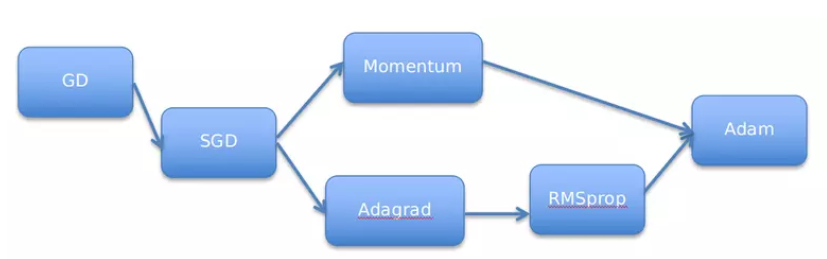 GD
SGD
Momentum
Adagrad
RMSprop
Adam